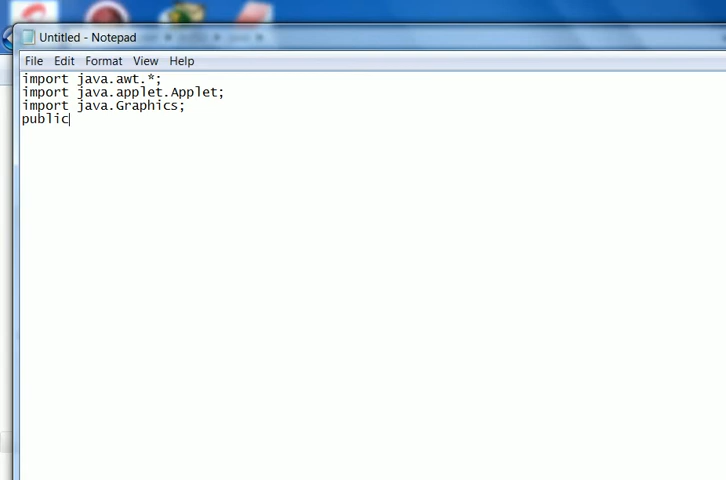 Untitled - Notepad
File Edit Format View Help
import java.awt.*;
import java.applet.Applet;
import java.Graphics;
public